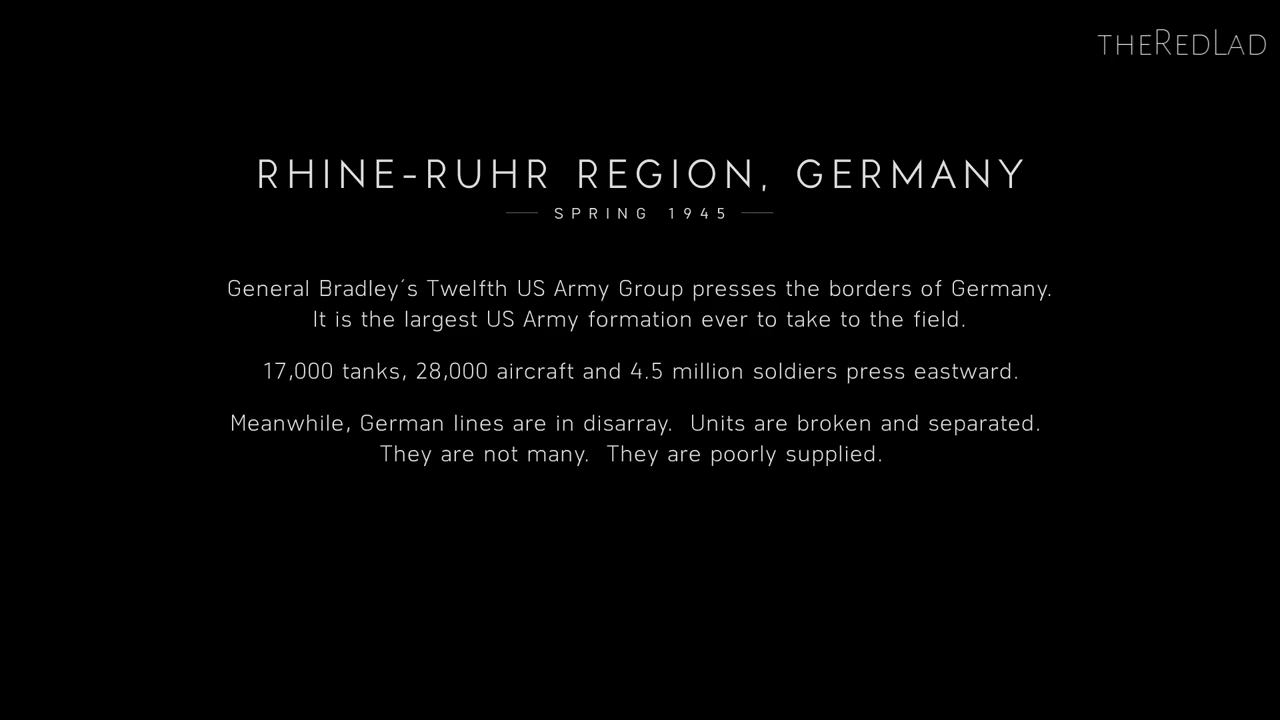 THEREDLAD
RHINE-RUHR REGION, GERMANY
SPRING 1945
General Bradley´s Twelfth US Army Group presses the borders of Germany.
It is the largest US Army formation ever to take to the field.
17,000 tanks, 28,000 aircraft and 4.5 million soldiers press eastward.
Meanwhile, German lines are in disarray.  Units are broken and separated.
They are not many.  They are poorly supplied.